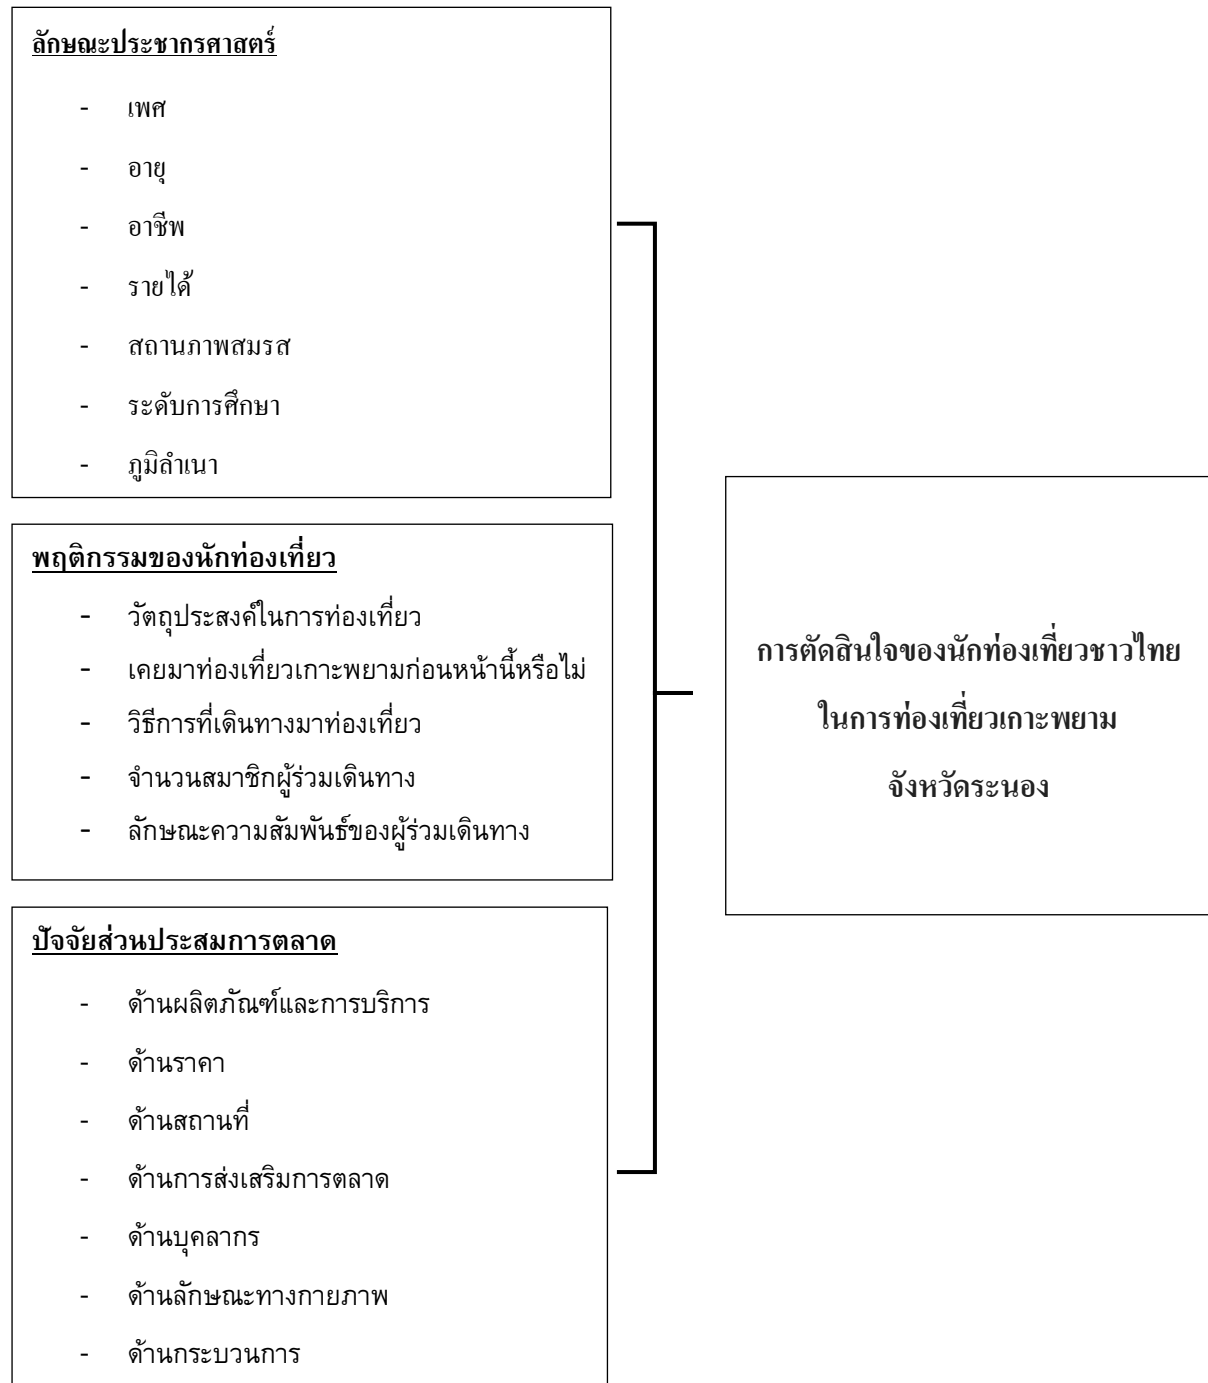 ลักษณะประชากรศาสตร์
- เพศ
- อายุ
- อาชีพ
- รายได้
- สถานภาพสมรส
- ระดับการศึกษา
- ภูมิลำเนา
พฤติกรรมของนักท่องเที่ยว
- วัตถุประสงค์ในการท่องเที่ยว
- เคยมาท่องเที่ยวเกาะพยามก่อนหน้านี้หรือไม่
- วิธีการที่เดินทางมาท่องเที่ยว
- จำนวนสมาชิกผู้ร่วมเดินทาง
- ลักษณะความสัมพันธ์ของผู้ร่วมเดินทาง
ปัจจัยส่วนประสมการตลาด
- ด้านผลิตภัณฑ์และการบริการ
- ด้านราคา
- ด้านสถานที่
- ด้านการส่งเสริมการตลาด
- ด้านบุคลากร
- ด้านลักษณะทางกายภาพ
- ด้านกระบวนการ
การตัดสินใจของนักท่องเที่ยวชาวไทย
ในการท่องเที่ยวเกาะพยาม
จังหวัดระนอง